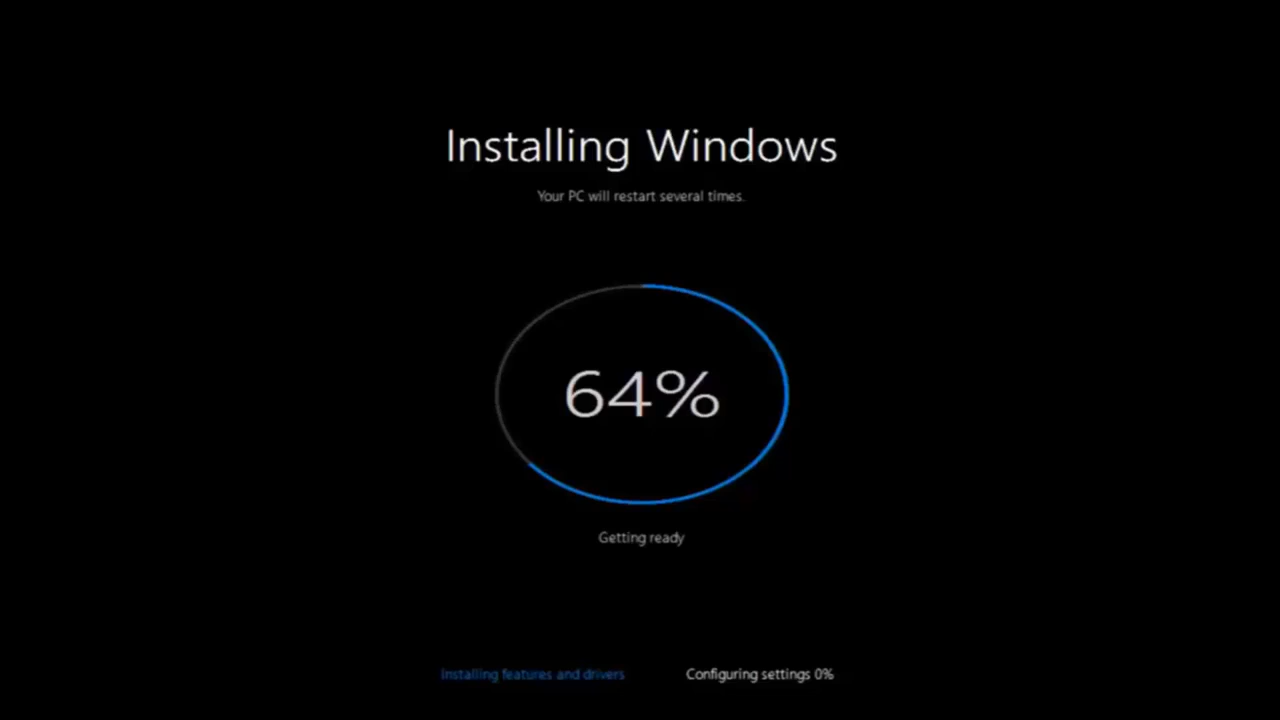 Installing Windows
Your PC will restart several times.
64%
Getting ready
Installing features and drivers
Configuring settings 0%